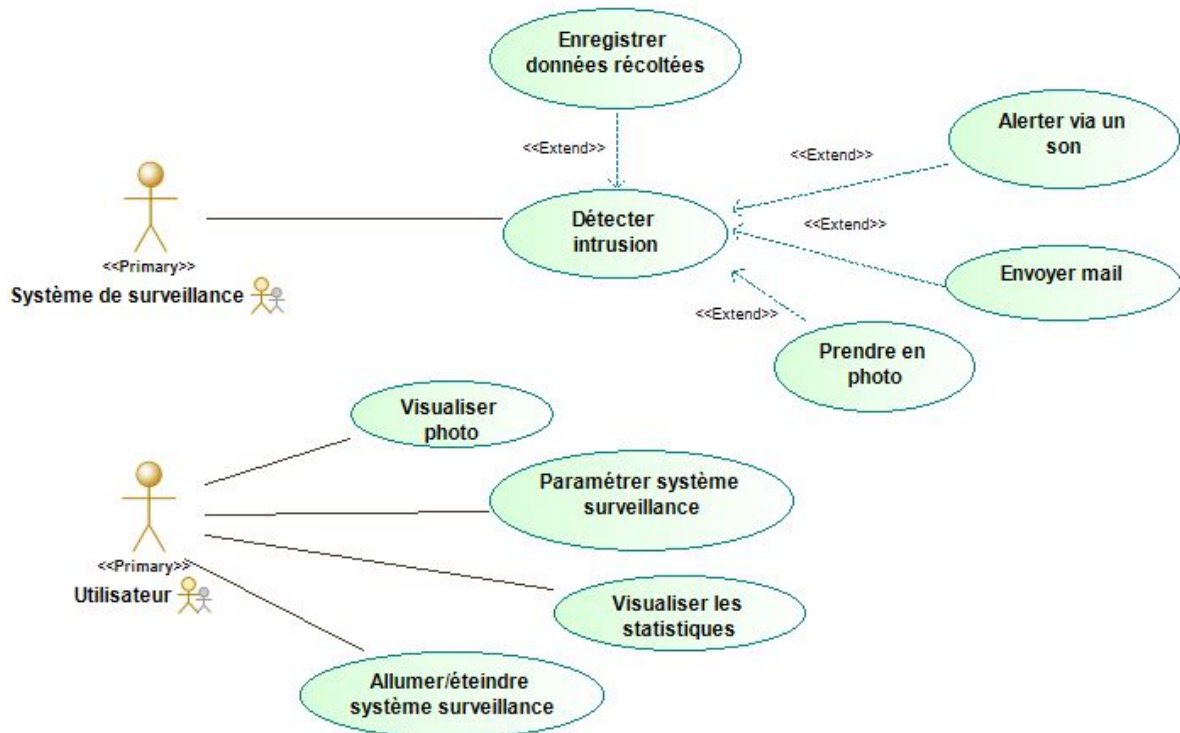 Enregistrer
données récoltées
Alerter via un
son
<<Extend>>
<<Extend>>
Détecter
intrusion
<<Extend>>
<<Primary>>
Système de surveillance
Envoyer mail
<<Extend>>
Prendre en
photo
Visualiser
photo
Paramétrer système
surveillance
<<Primary>>
Utilisateur
Visualiser les
statistiques
Allumer/éteindre
système surveillance